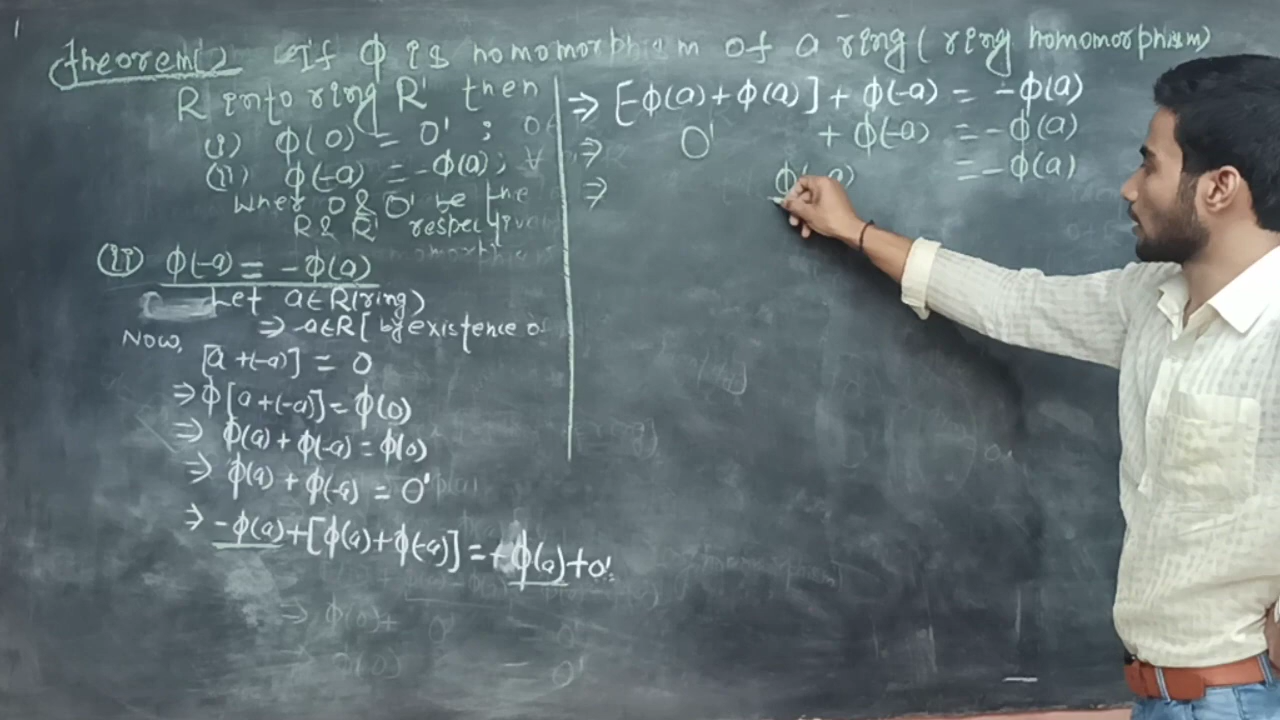 Theorem(2) If ϕ is homomorphism of a ring (ring homomorphism)
R into ring R' then
(i) ϕ(0) = 0' ;
(ii) ϕ(-a) = -ϕ(a); ∀
Where 0 & 0' be the
R & R' respectively
(ii) ϕ(-a) = -ϕ(a)
Let a∈R(ring)
⇒ -a∈R [by existence o
Now,
[a+(-a)] = 0
⇒ ϕ[a+(-a)] = ϕ(0)
⇒ ϕ(a) + ϕ(-a) = ϕ(0)
⇒ ϕ(a) + ϕ(-a) = 0'
⇒ -ϕ(a)+[ϕ(a)+ϕ(-a)] = -ϕ(a)+0'
⇒ [-ϕ(a)+ϕ(a)] + ϕ(-a) = -ϕ(a)
⇒ 0' + ϕ(-a) = -ϕ(a)
⇒ ϕ(-a) = -ϕ(a)